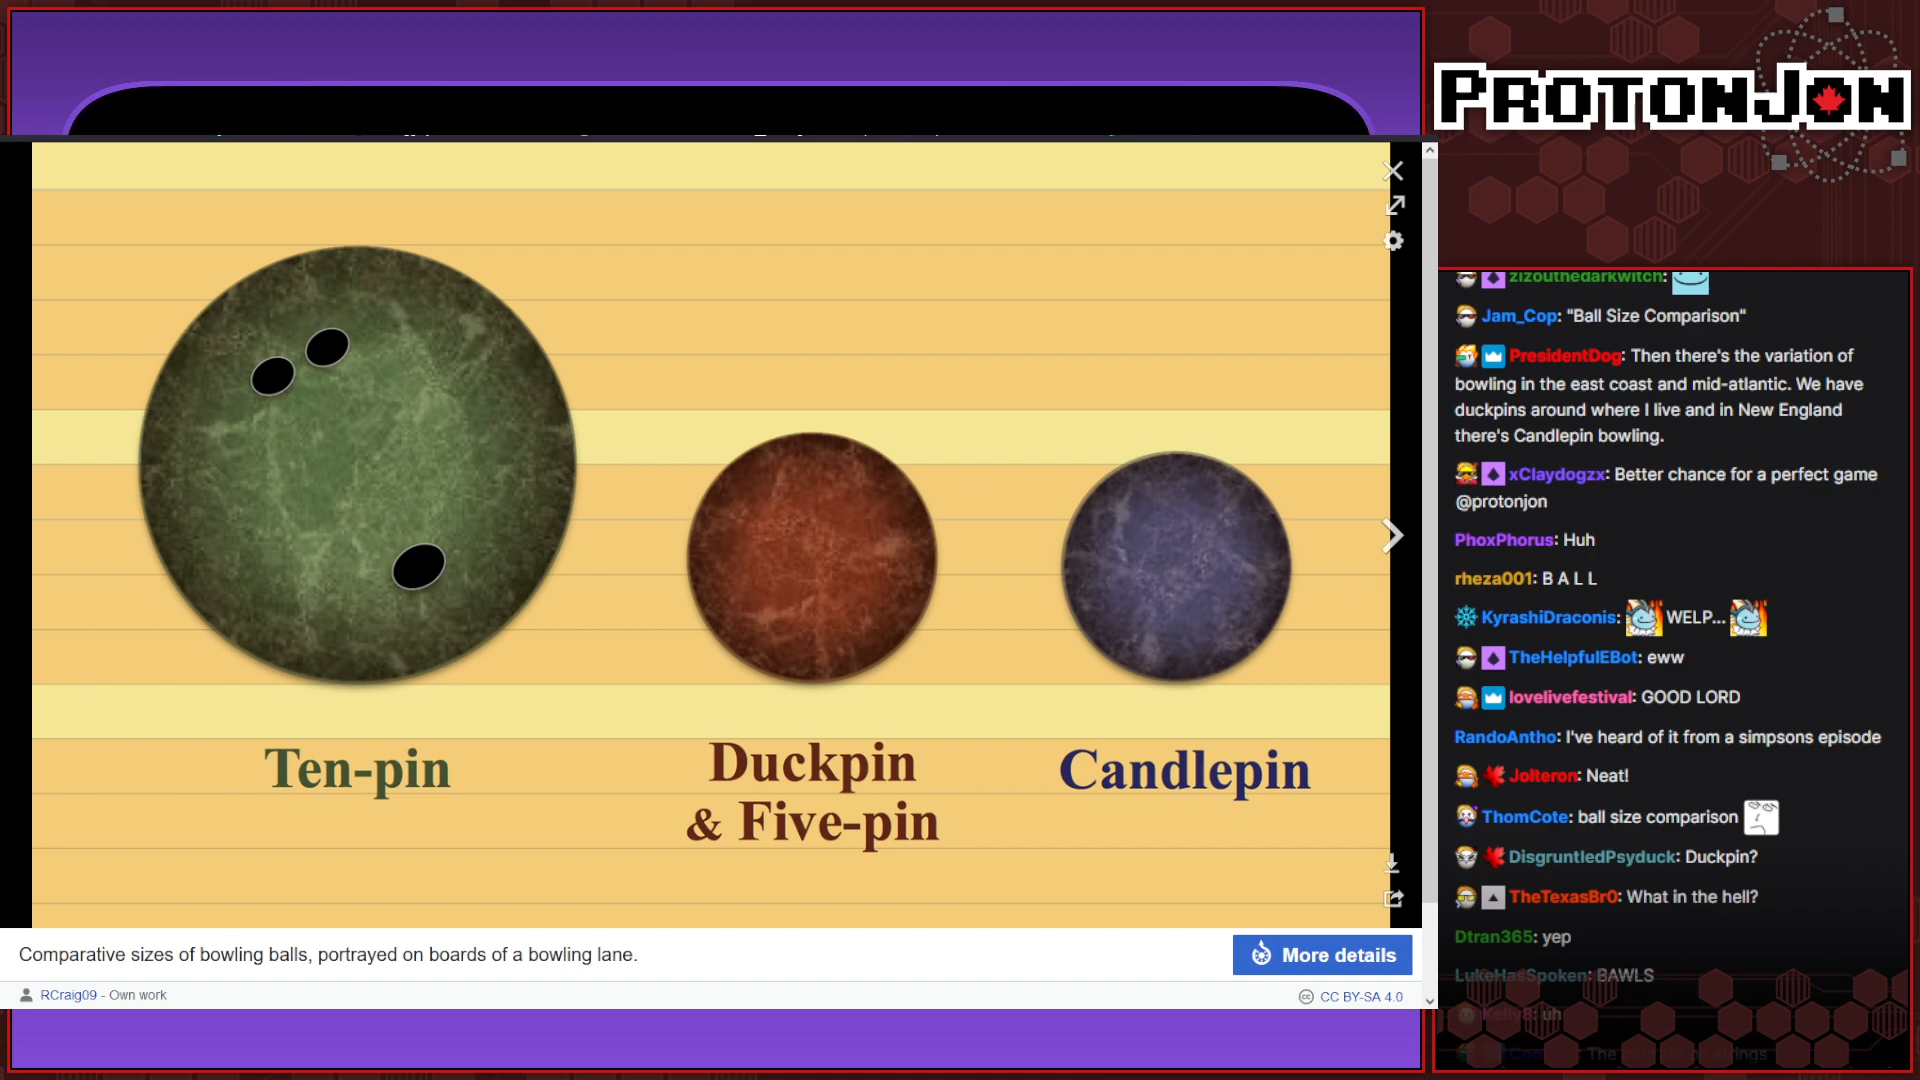 PROTONJON
zizouthedarkwitch:
Jam_Cop: "Ball Size Comparison"
PresidentDog: Then there's the variation of
bowling in the east coast and mid-atlantic. We have
duckpins around where I live and in New England
there's Candlepin bowling.
xClaydogzx: Better chance for a perfect game
@protonjon
PhoxPhorus: Huh
rheza001: B A L L
KyrashiDraconis: WELP...
TheHelpfulEBot: eww
lovelivefestival: GOOD LORD
RandoAntho: I've heard of it from a simpsons episode
Jolteron: Neat!
ThomCote: ball size comparison
DisgruntledPsyduck: Duckpin?
TheTexasBr0: What in the hell?
Dtran365: yep
LukeHasSpoken: BAWLS
uh
The
strings
Ten-pin
Duckpin
& Five-pin
Candlepin
Comparative sizes of bowling balls, portrayed on boards of a bowling lane.
More details
RCraig09 - Own work
CC BY-SA 4.0